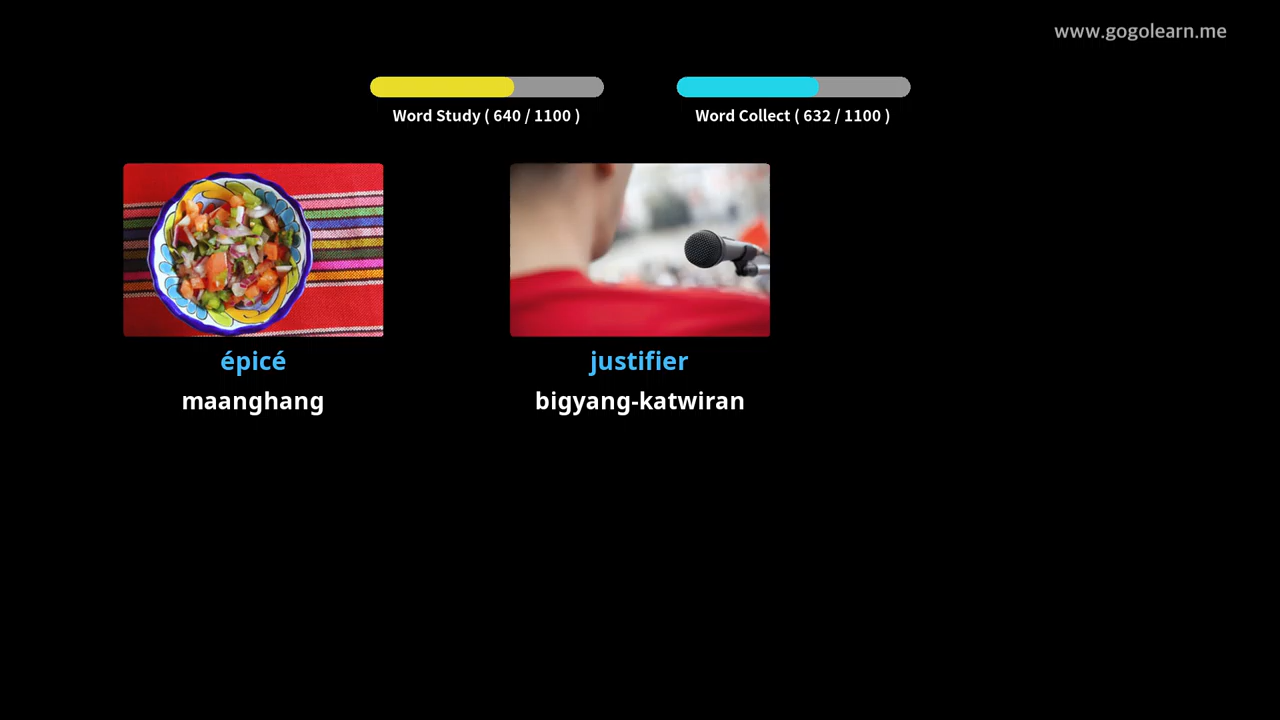 www.gogolearn.me
Word Study ( 640 / 1100 )
Word Collect ( 632 / 1100 )
épicé
justifier
maanghang
bigyang-katwiran